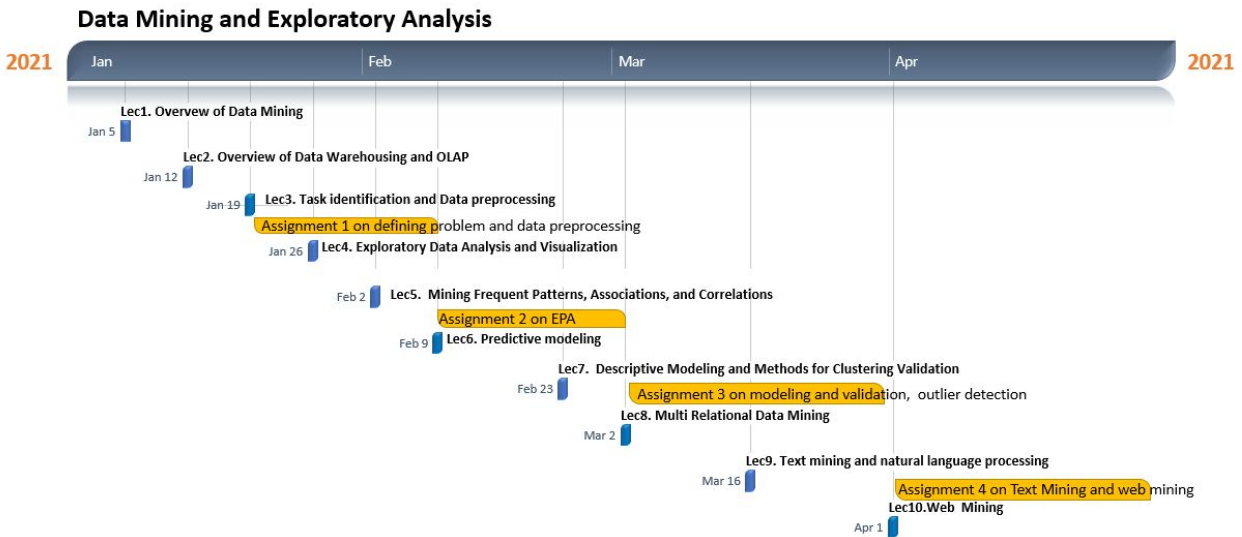 Data Mining and Exploratory Analysis
2021 Jan Feb Mar Apr 2021
Lec1. Overvew of Data Mining
Jan 5
Lec2. Overview of Data Warehousing and OLAP
Jan 12
Lec3. Task identification and Data preprocessing
Jan 19
Assignment 1 on defining problem and data preprocessing
Lec4. Exploratory Data Analysis and Visualization
Jan 26
Feb 2 Lec5. Mining Frequent Patterns, Associations, and Correlations
Assignment 2 on EPA
Feb 9 Lec6. Predictive modeling
Lec7. Descriptive Modeling and Methods for Clustering Validation
Feb 23
Assignment 3 on modeling and validation, outlier detection
Lec8. Multi Relational Data Mining
Mar 2
Lec9. Text mining and natural language processing
Mar 16
Assignment 4 on Text Mining and web mining
Lec10.Web Mining
Apr 1